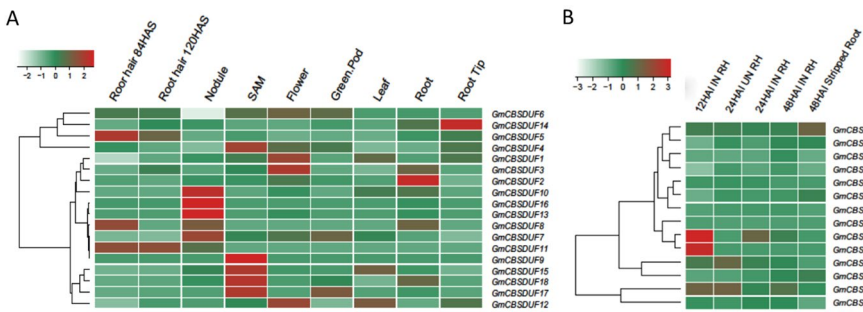 A
Roor hair 84HAS
Root hair 120HAS
Nodule
SAM
Flower
Green.Pod
Leaf
Root
Root Tip
−2 −1 0 1 2
GmCBSDUF6
GmCBSDUF14
GmCBSDUF5
GmCBSDUF4
GmCBSDUF1
GmCBSDUF3
GmCBSDUF2
GmCBSDUF10
GmCBSDUF16
GmCBSDUF13
GmCBSDUF8
GmCBSDUF7
GmCBSDUF11
GmCBSDUF9
GmCBSDUF15
GmCBSDUF18
GmCBSDUF17
GmCBSDUF12
B
12HAI IN RH
24HAI UN RH
24HAI IN RH
48HAI IN RH
48HAI Stripped Root
−3 −2 −1 0 1 2 3
GmCBS
GmCBS
GmCBS
GmCBS
GmCBS
GmCBS
GmCBS
GmCBS
GmCBS
GmCBS
GmCBS
GmCBS
GmCBS
GmCBS